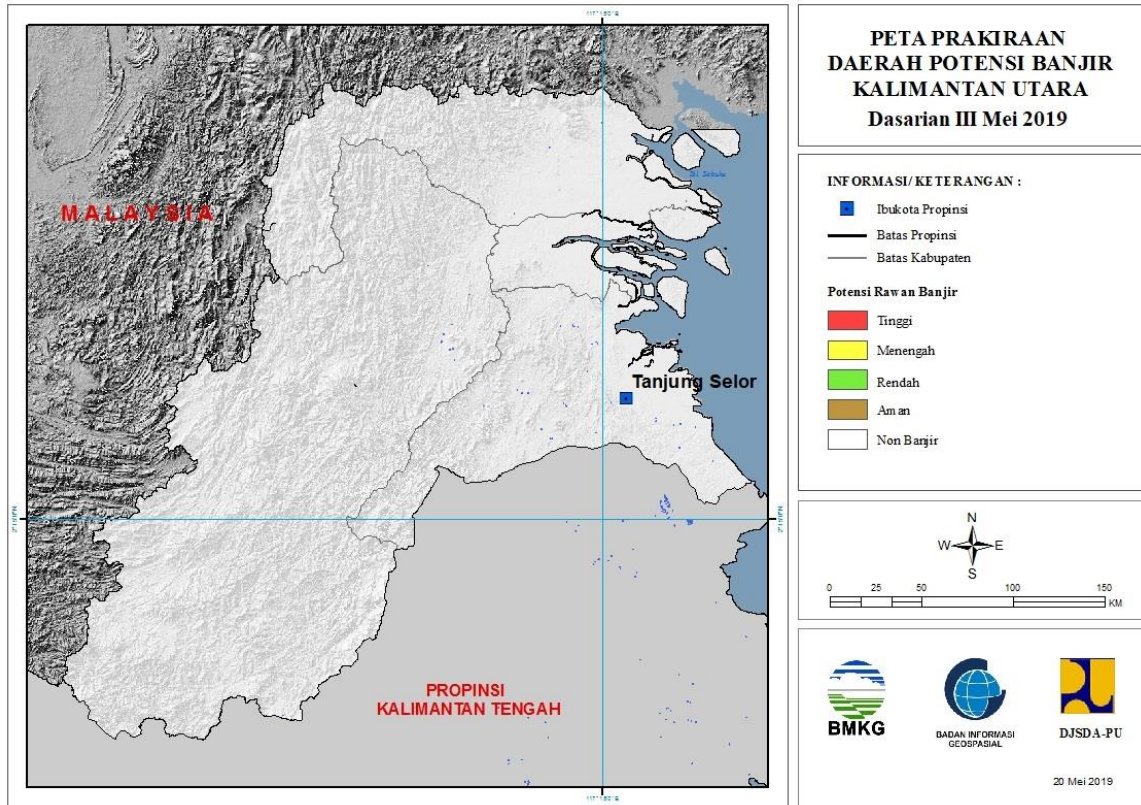 PETA PRAKIRAAN
DAERAH POTENSI BANJIR
KALIMANTAN UTARA
Dasarian III Mei 2019
INFORMASI/ KETERANGAN :
Ibukota Propinsi
Batas Propinsi
Batas Kabupaten
Potensi Rawan Banjir
Tinggi
Menengah
Rendah
Aman
Non Banjir
MALAYSIA
Tanjung Selor
PROPINSI
KALIMANTAN TENGAH
N
W E
S
0 25 50 100 150
KM
BMKG
BADAN INFORMASI
GEOSPASIAL
DJSDA-PU
20 Mei 2019